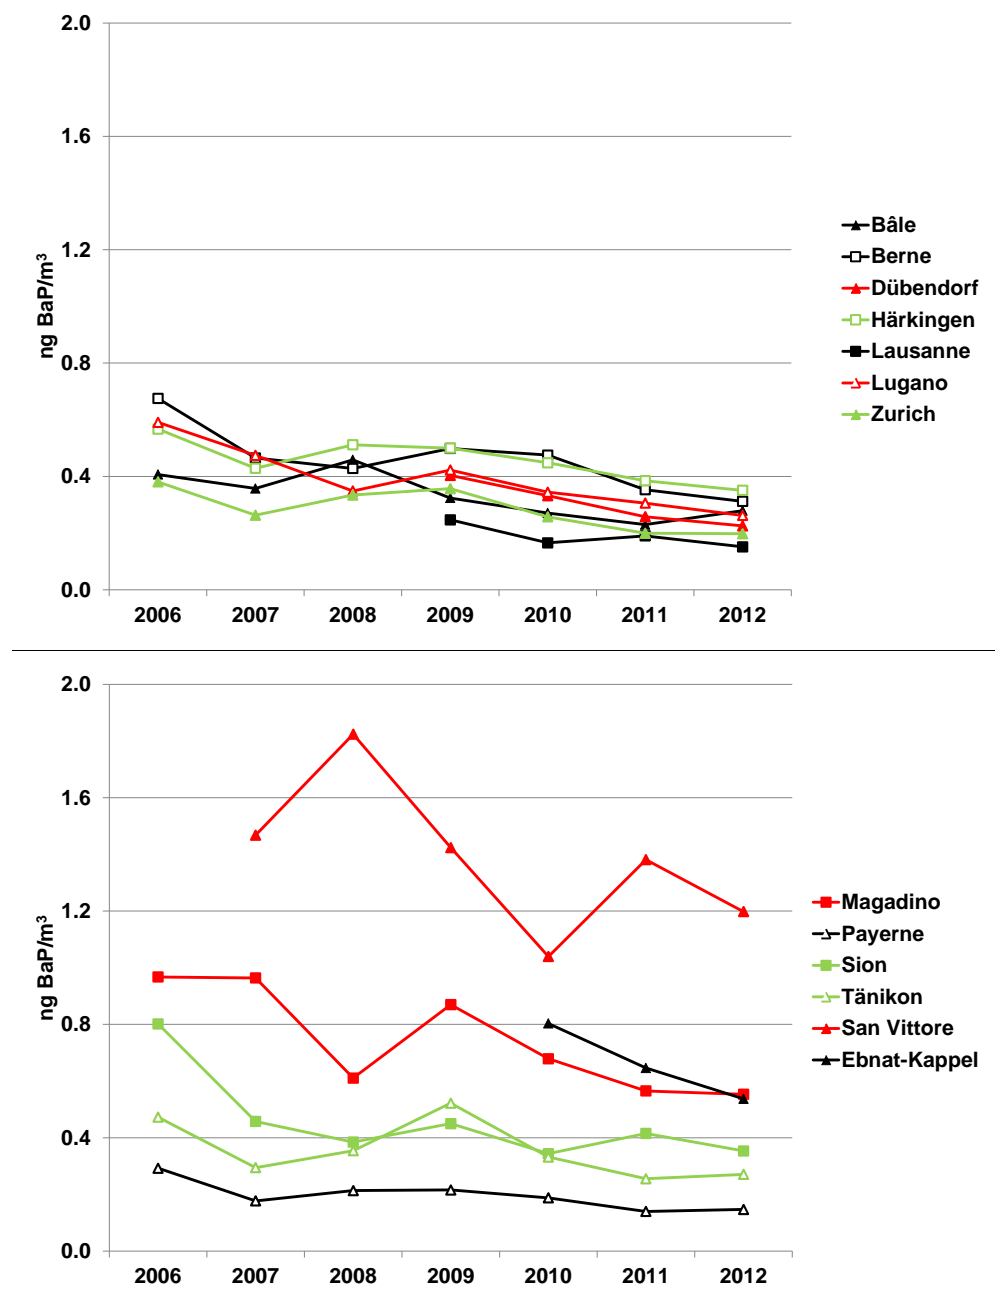 2.0
1.6
1.2
0.8
0.4
0.0
ng BaP/m³
2006 2007 2008 2009 2010 2011 2012
Bâle
Berne
Dübendorf
Härkingen
Lausanne
Lugano
Zurich
2.0
1.6
1.2
0.8
0.4
0.0
ng BaP/m³
2006 2007 2008 2009 2010 2011 2012
Magadino
Payerne
Sion
Tänikon
San Vittore
Ebnat-Kappel